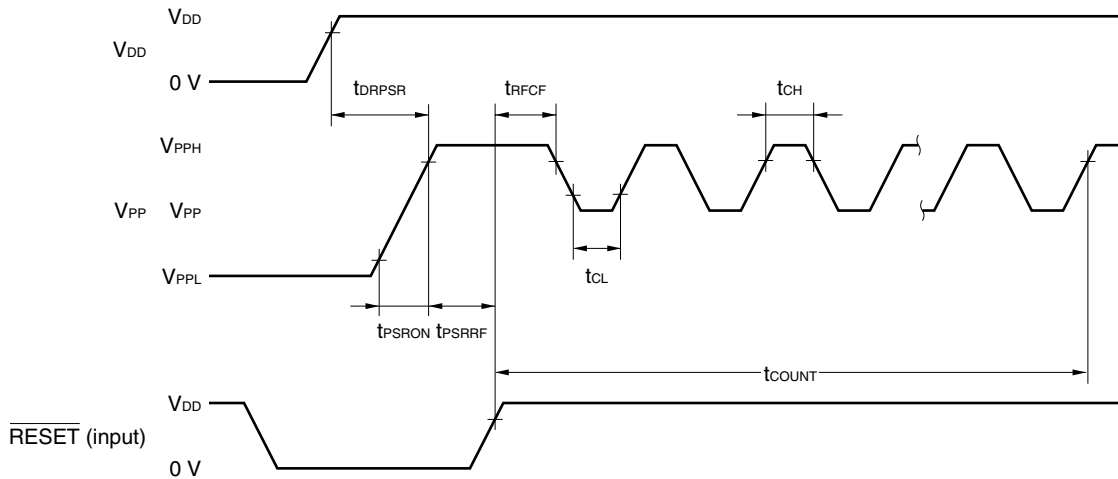 VDD
VDD
0 V
tDRPSR
tRFCF
tCH
VPPH
VPP VPP
VPPL
tCL
tPSRON tPSRRF
tCOUNT
VDD
RESET (input)
0 V